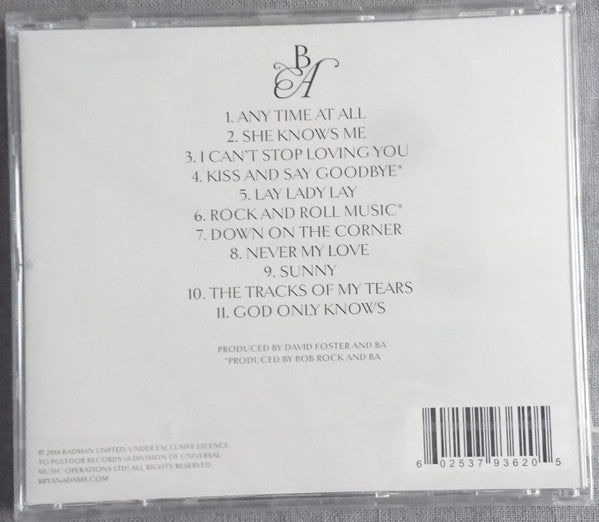 B
A
1. ANY TIME AT ALL
2. SHE KNOWS ME
3. I CAN'T STOP LOVING YOU
4. KISS AND SAY GOODBYE*
5. LAY LADY LAY
6. ROCK AND ROLL MUSIC*
7. DOWN ON THE CORNER
8. NEVER MY LOVE
9. SUNNY
10. THE TRACKS OF MY TEARS
11. GOD ONLY KNOWS
PRODUCED BY DAVID FOSTER AND BA
*PRODUCED BY BOB ROCK AND BA
℗ 2014 BADMAN LIMITED, UNDER EXCLUSIVE LICENCE
TO POLYDOR RECORDS (A DIVISION OF UNIVERSAL
MUSIC OPERATIONS LTD) ALL RIGHTS RESERVED.
BRYANADAMS.COM
6 02537 93620 5